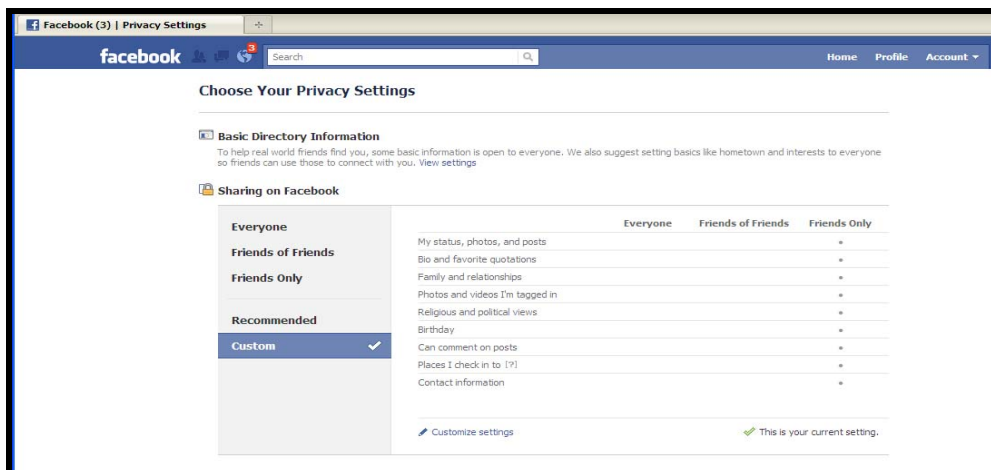 Facebook (3) | Privacy Settings
facebook 3 Search Home Profile Account
Choose Your Privacy Settings
Basic Directory Information
To help real world friends find you, some basic information is open to everyone. We also suggest setting basics like hometown and interests to everyone
so friends can use those to connect with you. View settings
Sharing on Facebook
Everyone
Friends of Friends
Friends Only
Recommended
Custom
Everyone Friends of Friends Friends Only
My status, photos, and posts
Bio and favorite quotations
Family and relationships
Photos and videos I'm tagged in
Religious and political views
Birthday
Can comment on posts
Places I check in to [?]
Contact information
Customize settings This is your current setting.